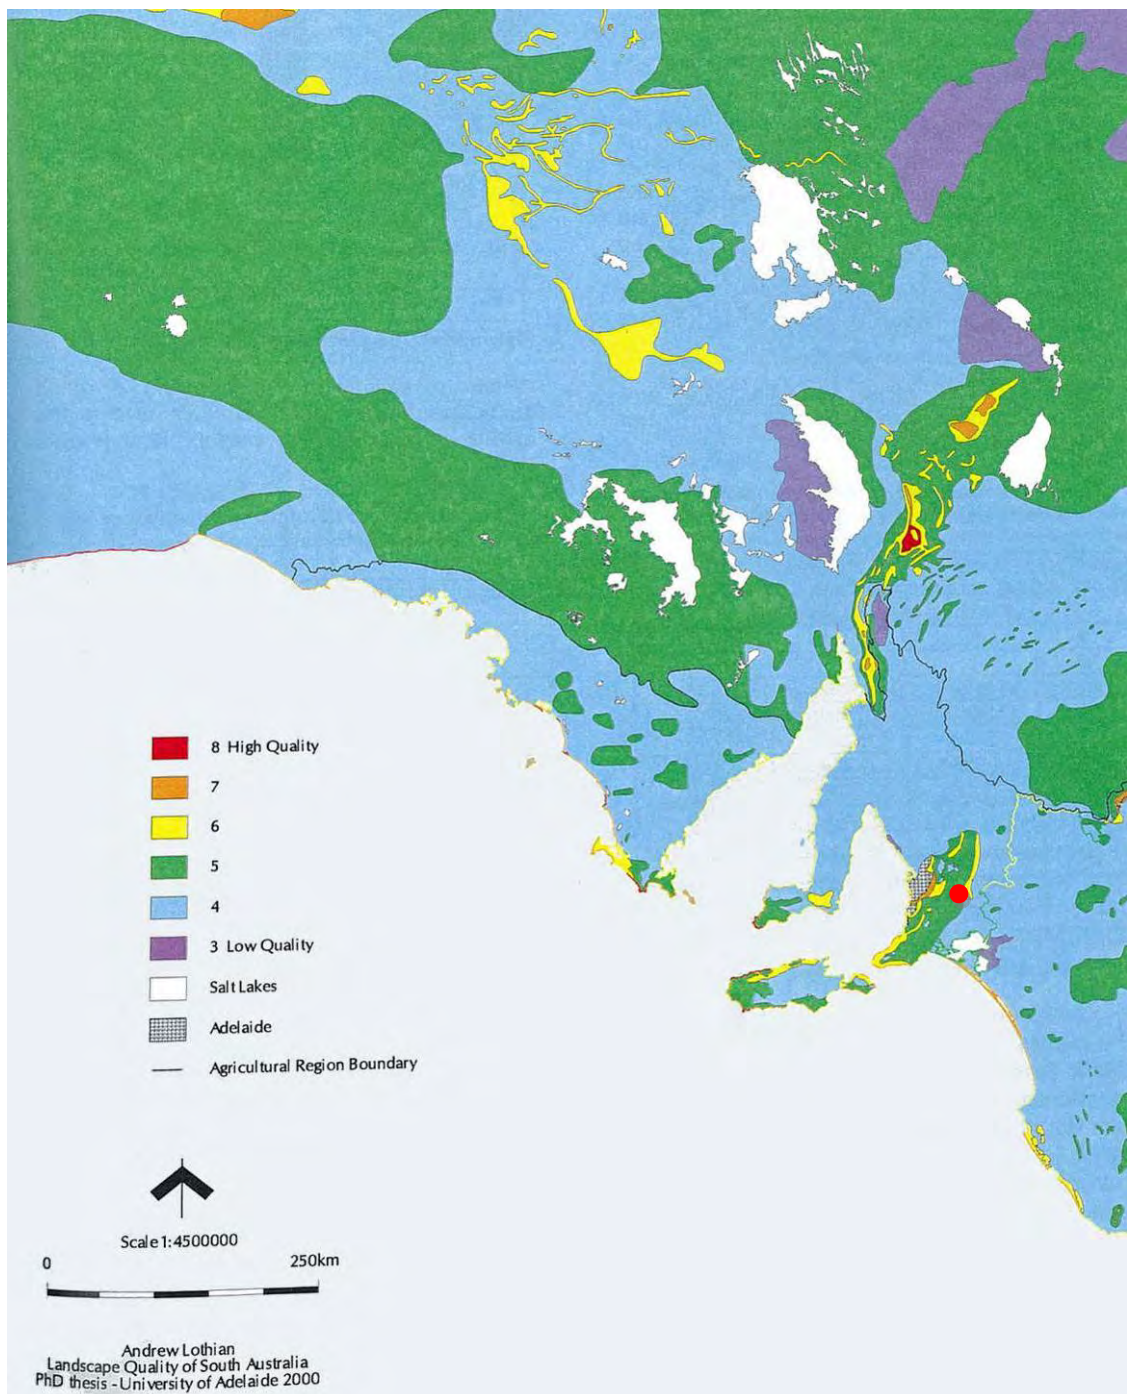 8 High Quality
7
6
5
4
3 Low Quality
Salt Lakes
Adelaide
Agricultural Region Boundary
Scale 1:4500000
0 250km
Andrew Lothian
Landscape Quality of South Australia
PhD thesis - University of Adelaide 2000